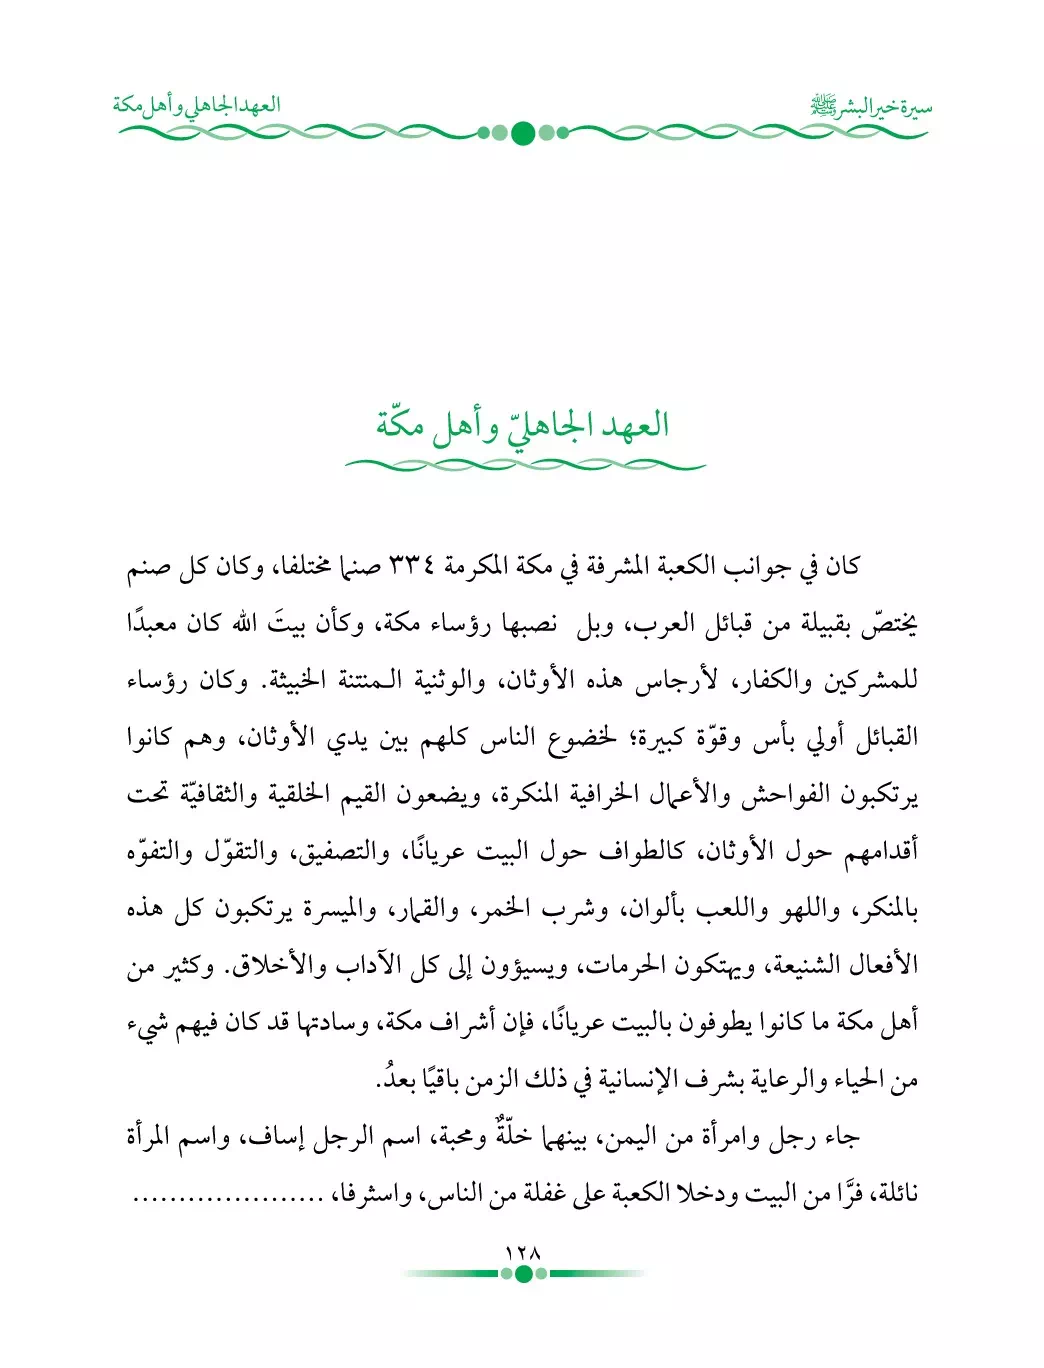 سيرة خير البشر ﷺ
العهد الجاهلي وأهل مكة
العهد الجاهليّ وأهل مكّة
كان في جوانب الكعبة المشرفة في مكة المكرمة ٣٣٤ صنما مختلفا، وكان كل صنم
يختصّ بقبيلة من قبائل العرب، وبل نصبها رؤساء مكة، وكأن بيتَ الله كان معبدًا
للمشركين والكفار، لأرجاس هذه الأوثان، والوثنية الـمنتنة الخبيثة. وكان رؤساء
القبائل أولي بأس وقوّة كبيرة؛ لخضوع الناس كلهم بين يدي الأوثان، وهم كانوا
يرتكبون الفواحش والأعمال الخرافية المنكرة، ويضعون القيم الخلقية والثقافيّة تحت
أقدامهم حول الأوثان، كالطواف حول البيت عريانًا، والتصفيق، والتقوّل والتفوّه
بالمنكر، واللهو واللعب بألوان، وشرب الخمر، والقمار، والميسرة يرتكبون كل هذه
الأفعال الشنيعة، ويهتكون الحرمات، ويسيؤون إلى كل الآداب والأخلاق. وكثير من
أهل مكة ما كانوا يطوفون بالبيت عريانًا، فإن أشراف مكة، وسادتها قد كان فيهم شيء
من الحياء والرعاية بشرف الإنسانية في ذلك الزمن باقيًا بعدُ.
جاء رجل وامرأة من اليمن، بينهما خلّةٌ ومحبة، اسم الرجل إساف، واسم المرأة
نائلة، فرَّا من البيت ودخلا الكعبة على غفلة من الناس، واسثرفا، .....................
١٢٨